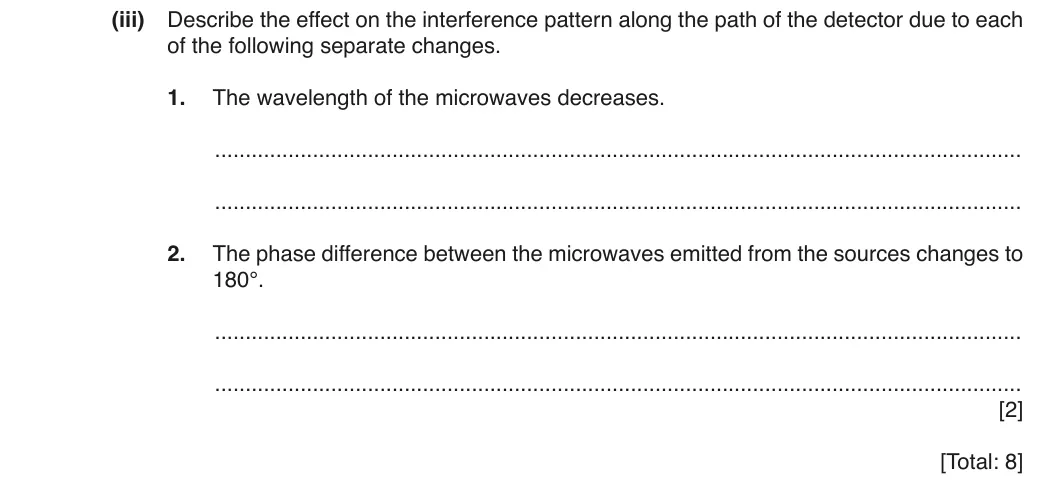 (iii) Describe the effect on the interference pattern along the path of the detector due to each
of the following separate changes.
1. The wavelength of the microwaves decreases.
..........................................................................................................................................
..........................................................................................................................................
2. The phase difference between the microwaves emitted from the sources changes to
180°.
..........................................................................................................................................
..........................................................................................................................................
[2]
[Total: 8]